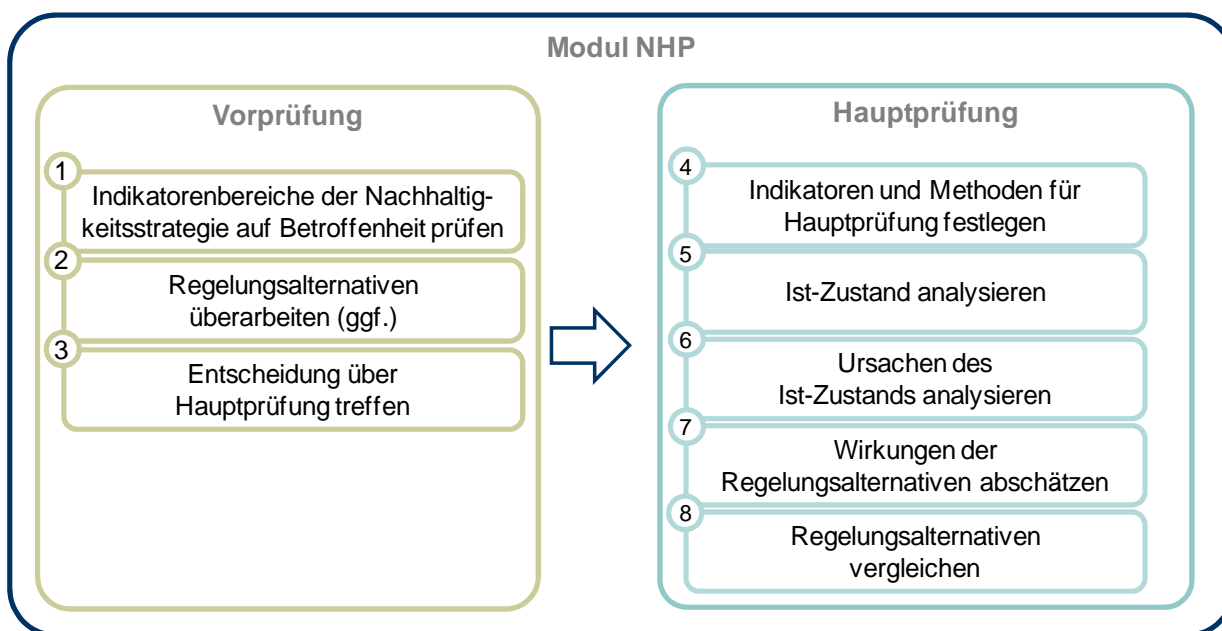 Modul NHP
Vorprüfung
1
Indikatorenbereiche der Nachhaltig-
keitsstrategie auf Betroffenheit prüfen
2
Regelungsalternativen
überarbeiten (ggf.)
3
Entscheidung über
Hauptprüfung treffen
Hauptprüfung
4
Indikatoren und Methoden für
Hauptprüfung festlegen
5
Ist-Zustand analysieren
6
Ursachen des
Ist-Zustands analysieren
7
Wirkungen der
Regelungsalternativen abschätzen
8
Regelungsalternativen
vergleichen